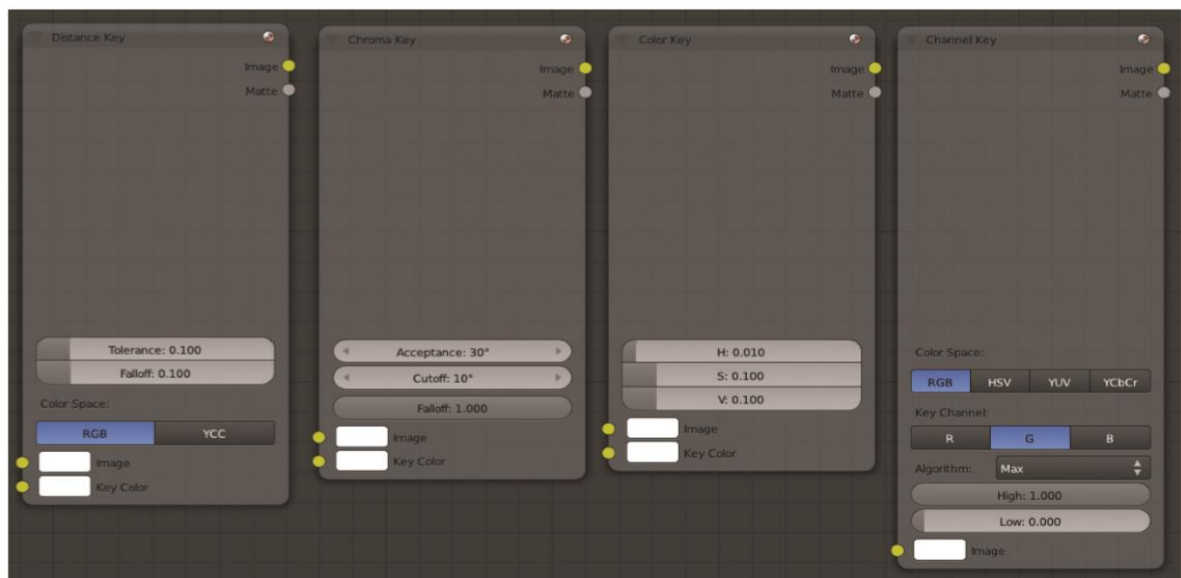 Distance Key
Image
Matte
Tolerance: 0.100
Falloff: 0.100
Color Space:
RGB YCC
Image
Key Color
Chroma Key
Image
Matte
Acceptance: 30°
Cutoff: 10°
Falloff: 1.000
Image
Key Color
Color Key
Image
Matte
H: 0.010
S: 0.100
V: 0.100
Image
Key Color
Channel Key
Image
Matte
Color Space:
RGB HSV YUV YCbCr
Key Channel:
R G B
Algorithm: Max
High: 1.000
Low: 0.000
Image